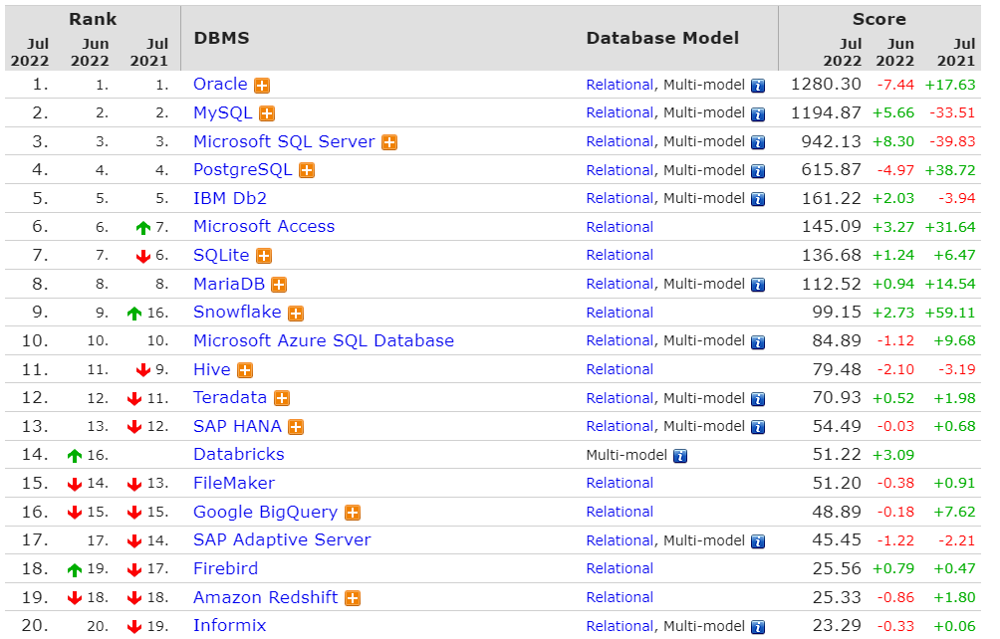 Rank Score
Jul Jun Jul DBMS Database Model Jul Jun Jul
2022 2022 2021 2022 2022 2021
1. 1. 1. Oracle Relational, Multi-model i 1280.30 -7.44 +17.63
2. 2. 2. MySQL Relational, Multi-model i 1194.87 +5.66 -33.51
3. 3. 3. Microsoft SQL Server Relational, Multi-model i 942.13 +8.30 -39.83
4. 4. 4. PostgreSQL Relational, Multi-model i 615.87 -4.97 +38.72
5. 5. 5. IBM Db2 Relational, Multi-model i 161.22 +2.03 -3.94
6. 6. 7. Microsoft Access Relational 145.09 +3.27 +31.64
7. 7. 6. SQLite Relational 136.68 +1.24 +6.47
8. 8. 8. MariaDB Relational, Multi-model i 112.52 +0.94 +14.54
9. 9. 16. Snowflake Relational 99.15 +2.73 +59.11
10. 10. 10. Microsoft Azure SQL Database Relational, Multi-model i 84.89 -1.12 +9.68
11. 11. 9. Hive Relational 79.48 -2.10 -3.19
12. 12. 11. Teradata Relational, Multi-model i 70.93 +0.52 +1.98
13. 13. 12. SAP HANA Relational, Multi-model i 54.49 -0.03 +0.68
14. 16. Databricks Multi-model i 51.22 +3.09
15. 14. 13. FileMaker Relational 51.20 -0.38 +0.91
16. 15. 15. Google BigQuery Relational 48.89 -0.18 +7.62
17. 17. 14. SAP Adaptive Server Relational, Multi-model i 45.45 -1.22 -2.21
18. 19. 17. Firebird Relational 25.56 +0.79 +0.47
19. 18. 18. Amazon Redshift Relational 25.33 -0.86 +1.80
20. 20. 19. Informix Relational, Multi-model i 23.29 -0.33 +0.06